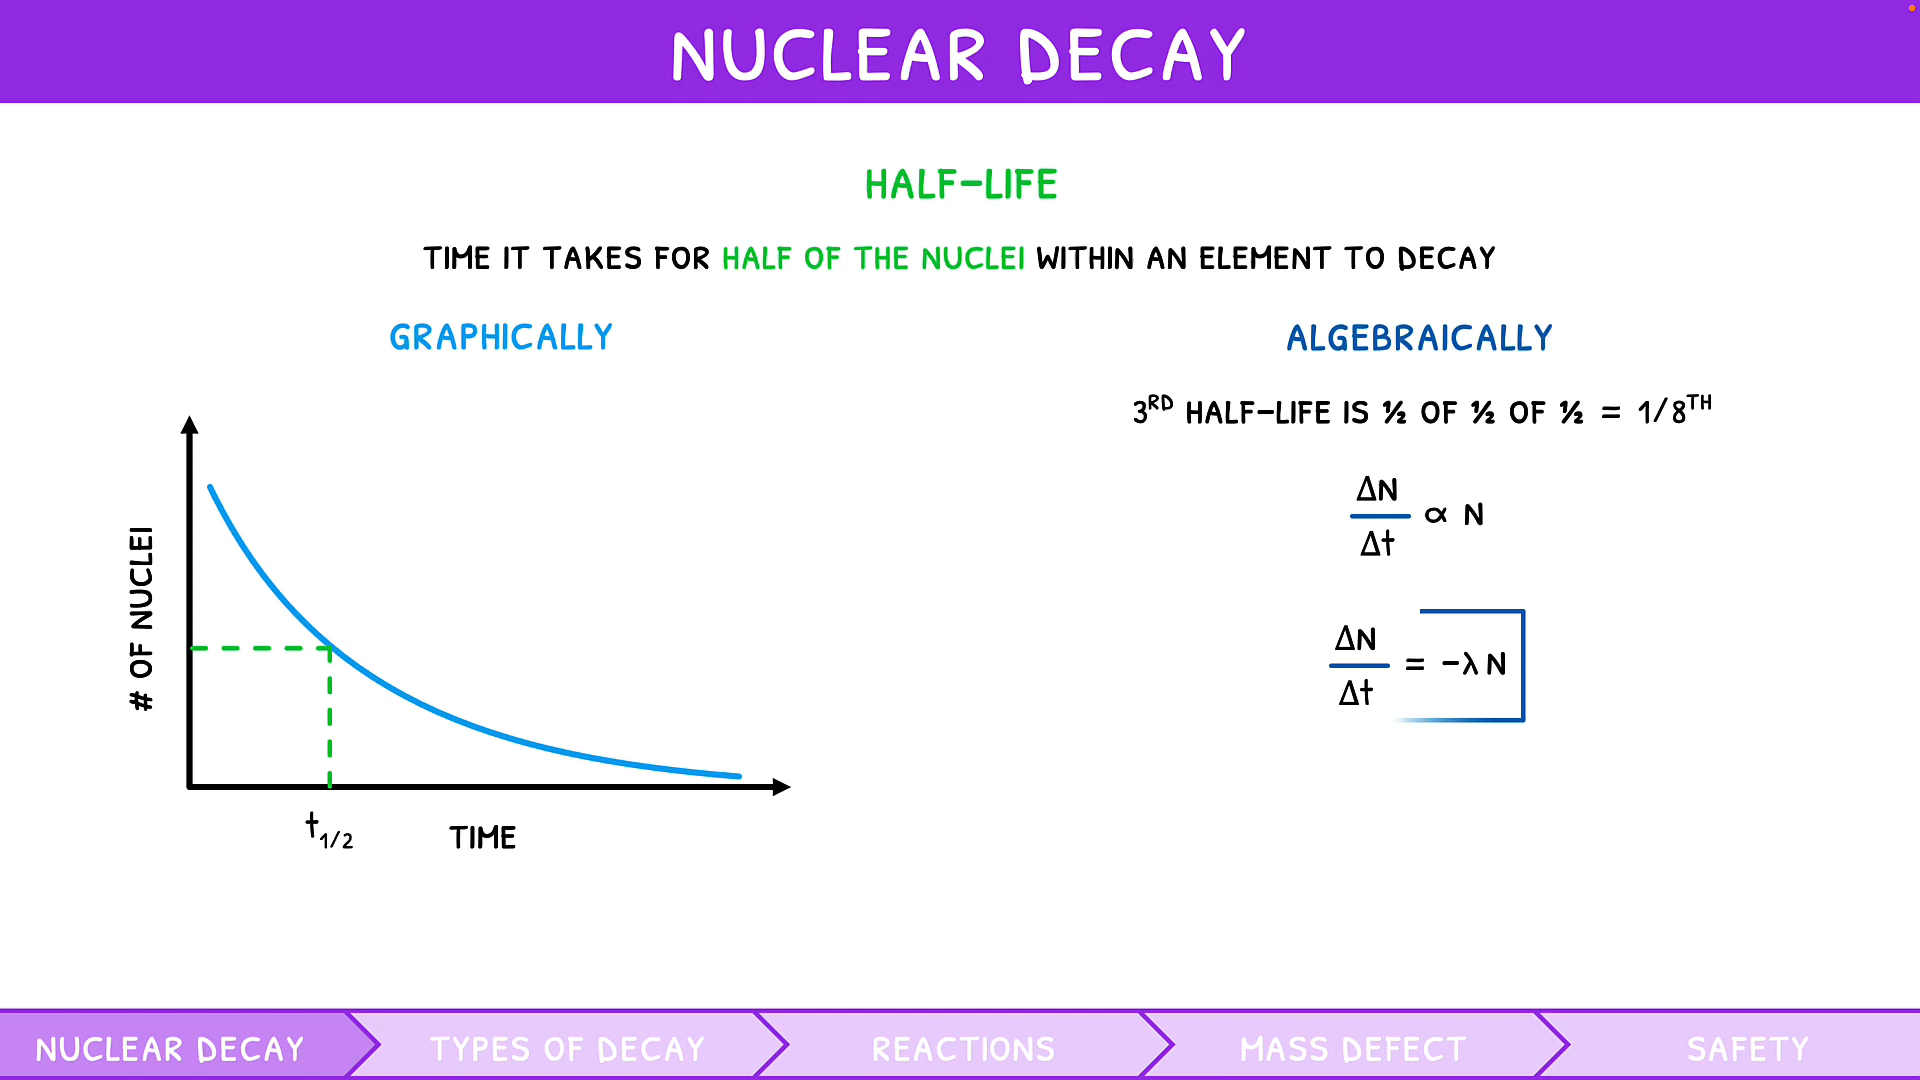 NUCLEAR DECAY
HALF-LIFE
TIME IT TAKES FOR HALF OF THE NUCLEI WITHIN AN ELEMENT TO DECAY
GRAPHICALLY
# OF NUCLEI
t1/2
TIME
ALGEBRAICALLY
3RD HALF-LIFE IS ½ OF ½ OF ½ = 1/8TH
ΔN/Δt ∝ N
ΔN/Δt = -λN
NUCLEAR DECAY
TYPES OF DECAY
REACTIONS
MASS DEFECT
SAFETY